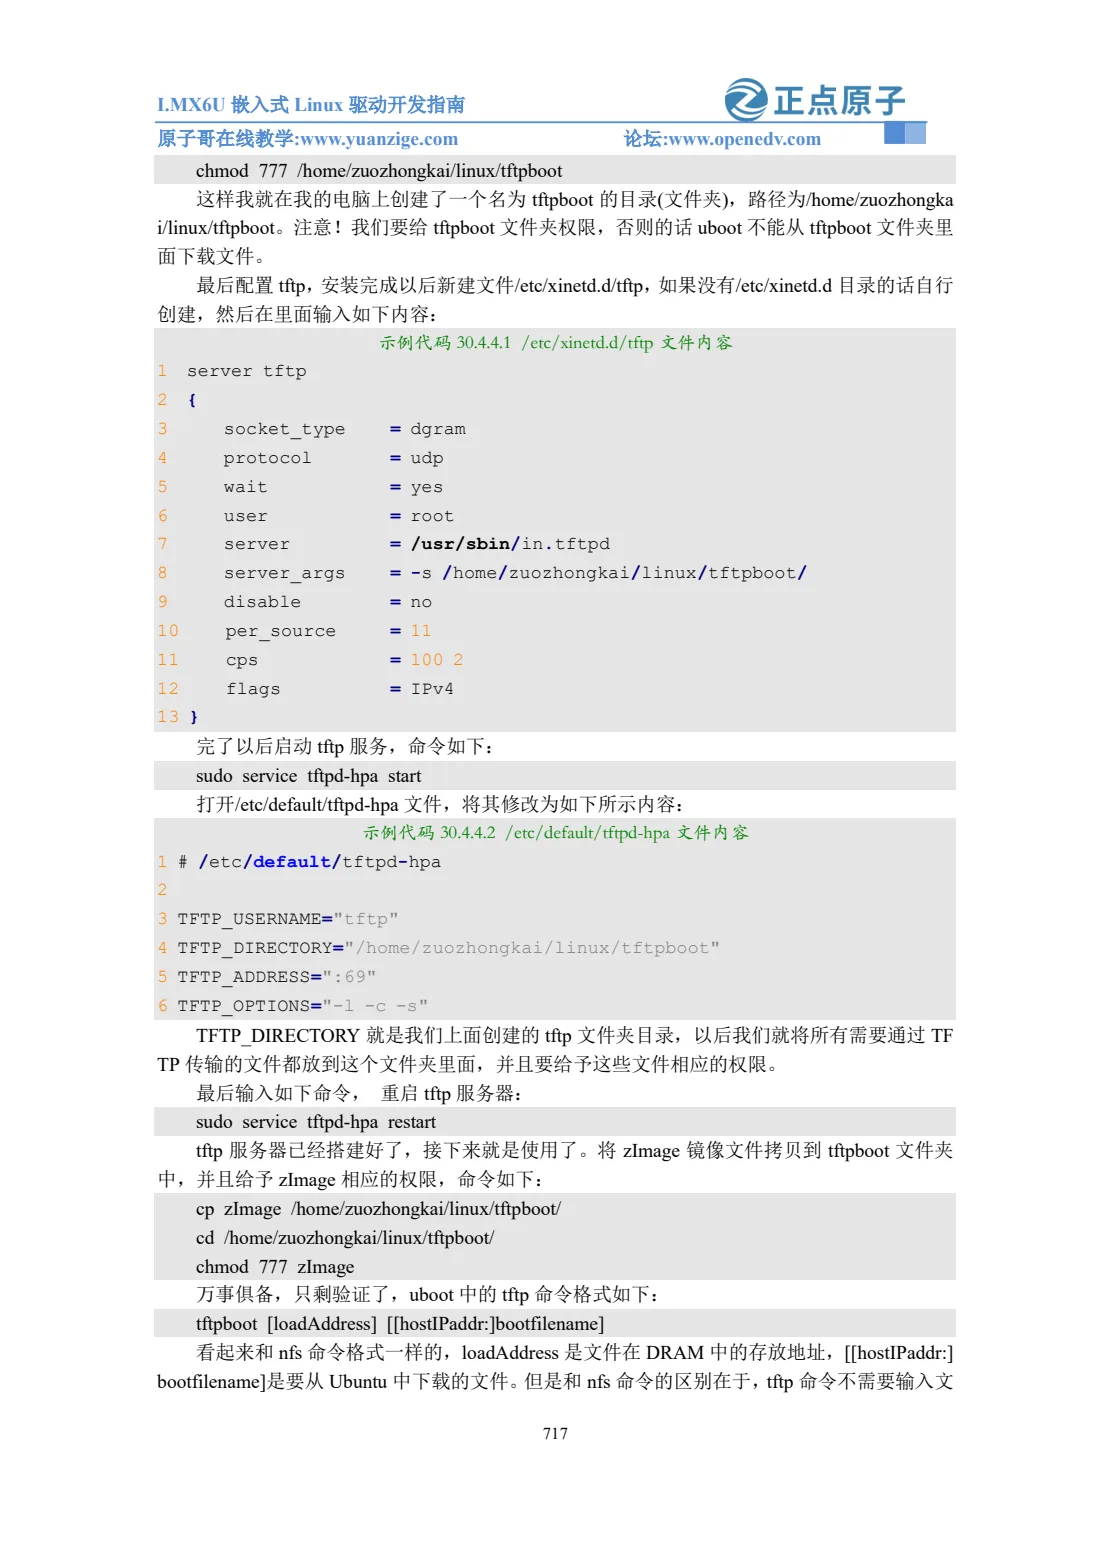 I.MX6U 嵌入式 Linux 驱动开发指南
正点原子
原子哥在线教学:www.yuanzige.com 论坛:www.openedv.com
chmod 777 /home/zuozhongkai/linux/tftpboot
这样我就在我的电脑上创建了一个名为 tftpboot 的目录(文件夹)，路径为/home/zuozhongka
i/linux/tftpboot。注意！我们要给 tftpboot 文件夹权限，否则的话 uboot 不能从 tftpboot 文件夹里
面下载文件。
最后配置 tftp，安装完成以后新建文件/etc/xinetd.d/tftp，如果没有/etc/xinetd.d 目录的话自行
创建，然后在里面输入如下内容：
示例代码 30.4.4.1 /etc/xinetd.d/tftp 文件内容
1 server tftp
2 {
3 socket_type = dgram
4 protocol = udp
5 wait = yes
6 user = root
7 server = /usr/sbin/in.tftpd
8 server_args = -s /home/zuozhongkai/linux/tftpboot/
9 disable = no
10 per_source = 11
11 cps = 100 2
12 flags = IPv4
13 }
完了以后启动 tftp 服务，命令如下：
sudo service tftpd-hpa start
打开/etc/default/tftpd-hpa 文件，将其修改为如下所示内容：
示例代码 30.4.4.2 /etc/default/tftpd-hpa 文件内容
1 # /etc/default/tftpd-hpa
2
3 TFTP_USERNAME="tftp"
4 TFTP_DIRECTORY="/home/zuozhongkai/linux/tftpboot"
5 TFTP_ADDRESS=":69"
6 TFTP_OPTIONS="-l -c -s"
TFTP_DIRECTORY 就是我们上面创建的 tftp 文件夹目录，以后我们就将所有需要通过 TF
TP 传输的文件都放到这个文件夹里面，并且要给予这些文件相应的权限。
最后输入如下命令， 重启 tftp 服务器：
sudo service tftpd-hpa restart
tftp 服务器已经搭建好了，接下来就是使用了。将 zImage 镜像文件拷贝到 tftpboot 文件夹
中，并且给予 zImage 相应的权限，命令如下：
cp zImage /home/zuozhongkai/linux/tftpboot/
cd /home/zuozhongkai/linux/tftpboot/
chmod 777 zImage
万事俱备，只剩验证了，uboot 中的 tftp 命令格式如下：
tftpboot [loadAddress] [[hostIPaddr:]bootfilename]
看起来和 nfs 命令格式一样的，loadAddress 是文件在 DRAM 中的存放地址，[[hostIPaddr:]
bootfilename]是要从 Ubuntu 中下载的文件。但是和 nfs 命令的区别在于，tftp 命令不需要输入文
717